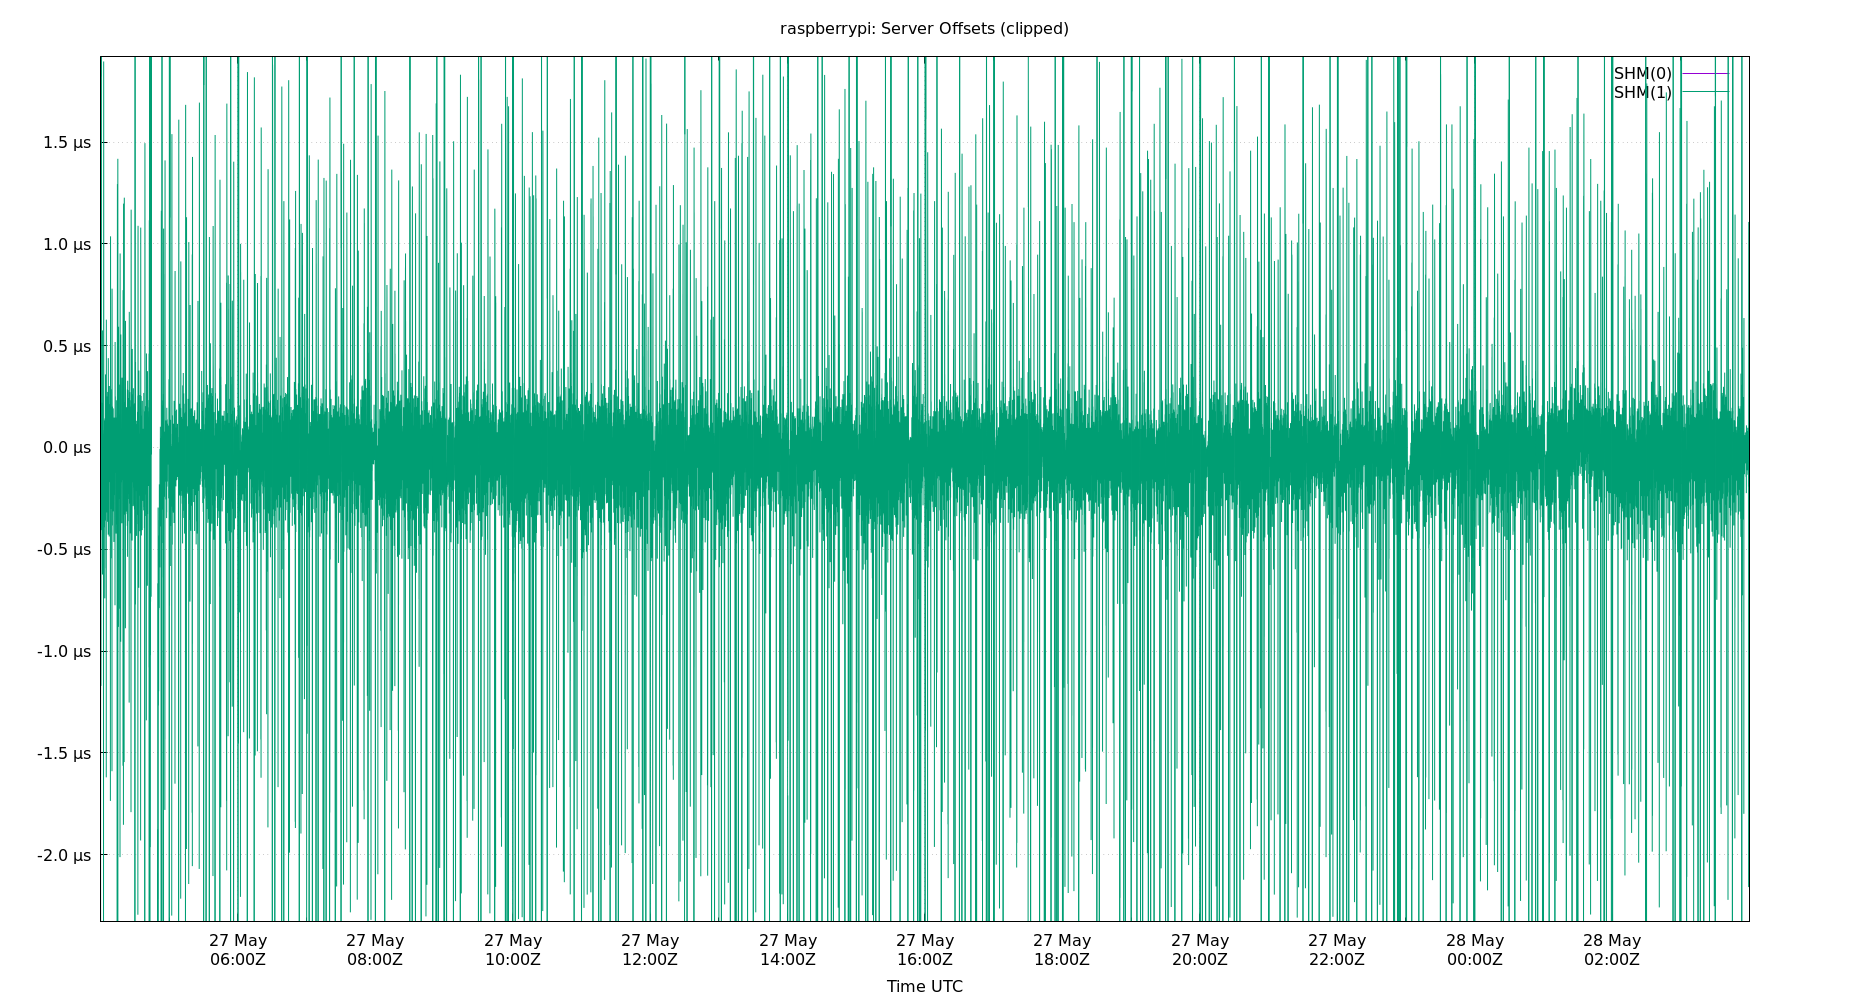 raspberrypi: Server Offsets (clipped)
SHM(0)
SHM(1)
1.5 µs
1.0 µs
0.5 µs
0.0 µs
-0.5 µs
-1.0 µs
-1.5 µs
-2.0 µs
27 May 27 May 27 May 27 May 27 May 27 May 27 May 27 May 27 May 28 May 28 May
06:00Z 08:00Z 10:00Z 12:00Z 14:00Z 16:00Z 18:00Z 20:00Z 22:00Z 00:00Z 02:00Z
Time UTC